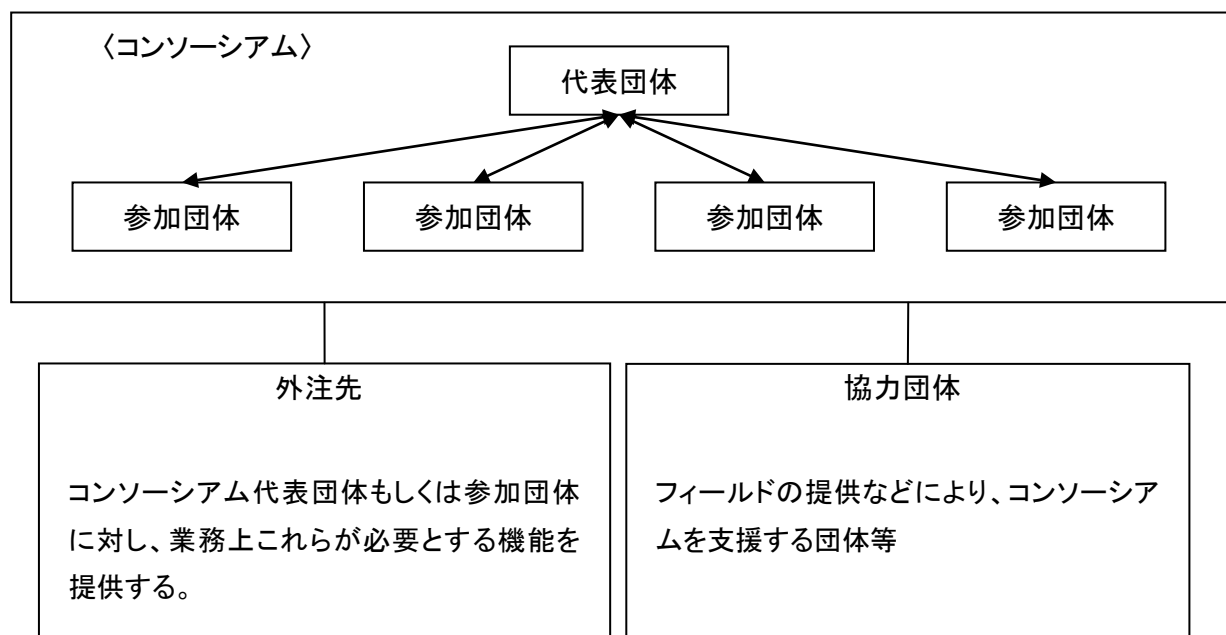 〈コンソーシアム〉
代表団体
参加団体
参加団体
参加団体
参加団体
外注先
コンソーシアム代表団体もしくは参加団体
に対し、業務上これらが必要とする機能を
提供する。
協力団体
フィールドの提供などにより、コンソーシア
ムを支援する団体等